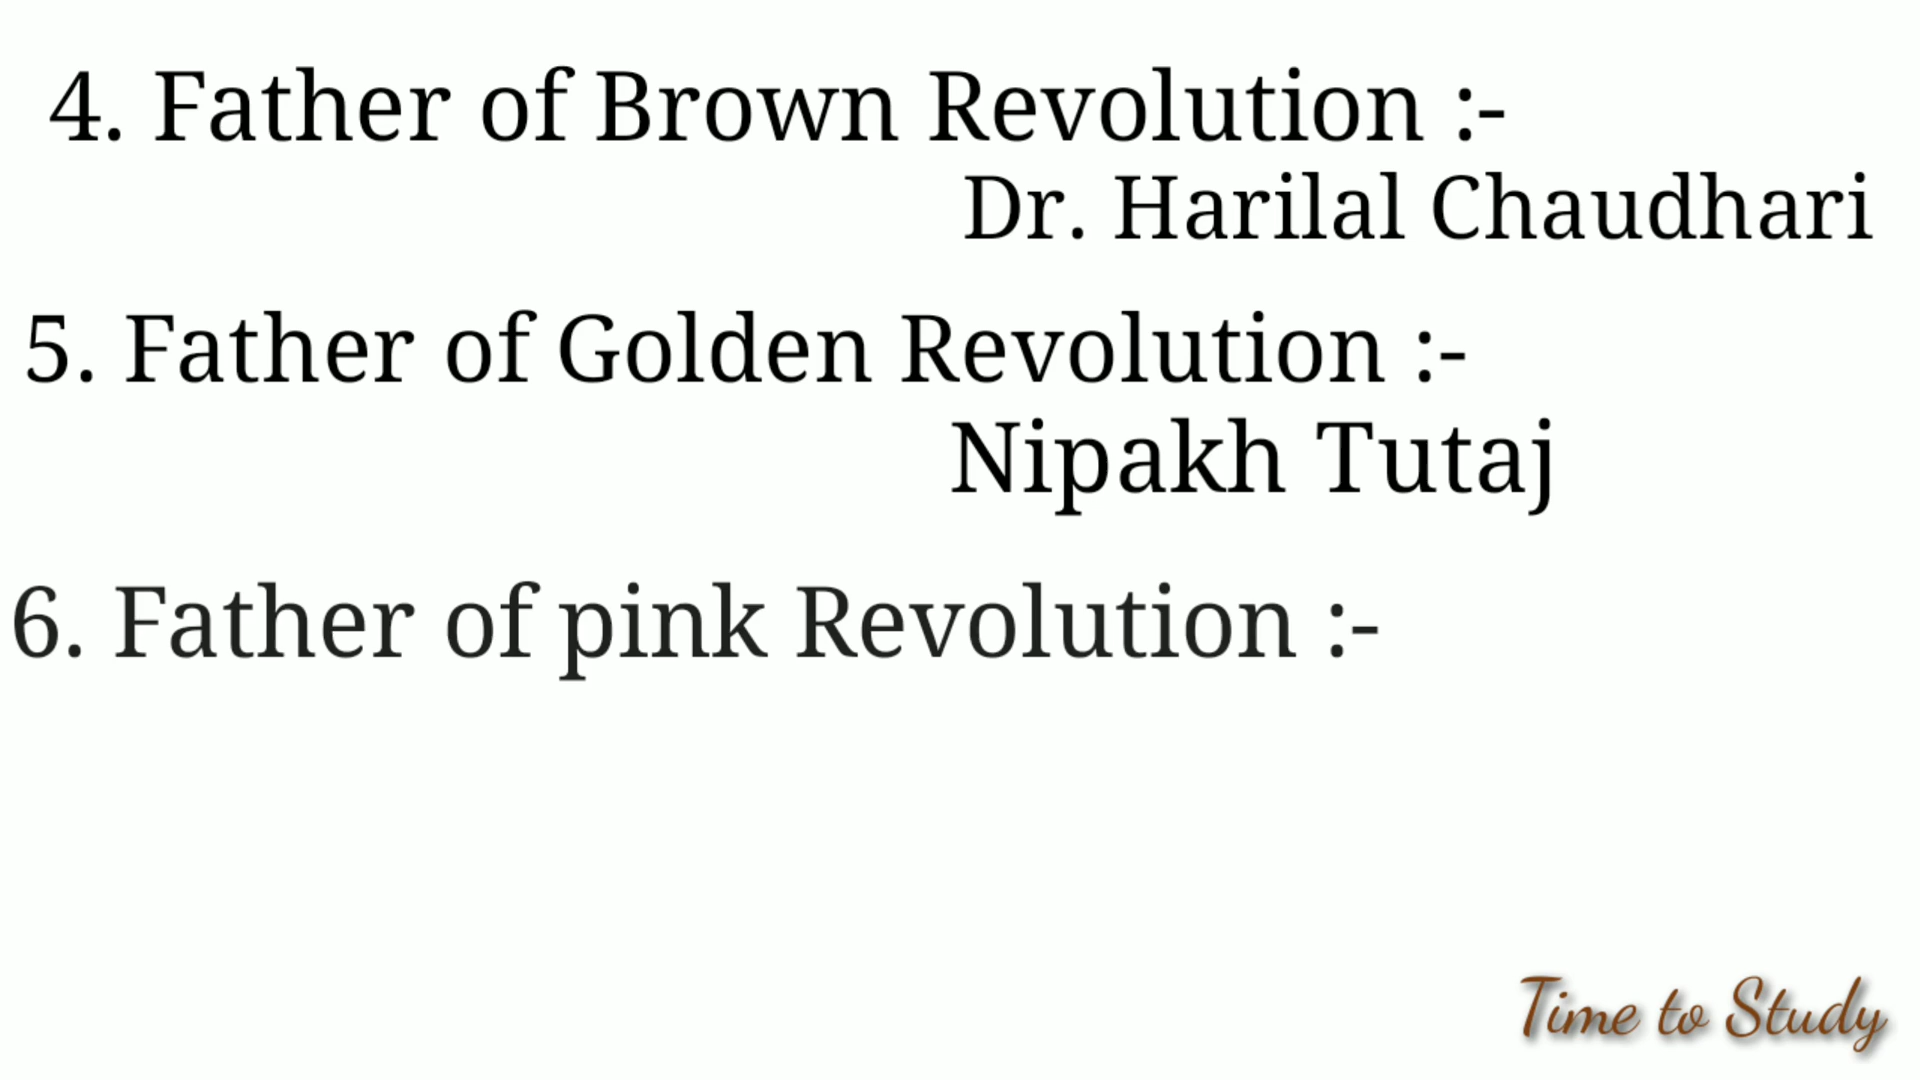 4. Father of Brown Revolution :-
Dr. Harilal Chaudhari
5. Father of Golden Revolution :-
Nipakh Tutaj
6. Father of pink Revolution :-
Time to Study